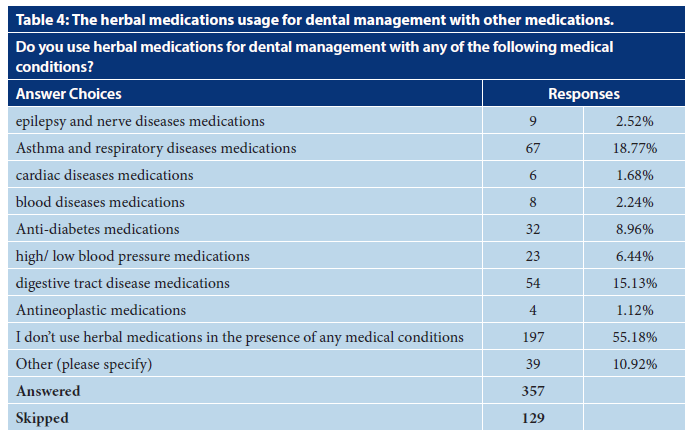 Table 4: The herbal medications usage for dental management with other medications.
Do you use herbal medications for dental management with any of the following medical
conditions?
Answer Choices Responses
epilepsy and nerve diseases medications 9 2.52%
Asthma and respiratory diseases medications 67 18.77%
cardiac diseases medications 6 1.68%
blood diseases medications 8 2.24%
Anti-diabetes medications 32 8.96%
high/ low blood pressure medications 23 6.44%
digestive tract disease medications 54 15.13%
Antineoplastic medications 4 1.12%
I don’t use herbal medications in the presence of any medical conditions 197 55.18%
Other (please specify) 39 10.92%
Answered 357
Skipped 129